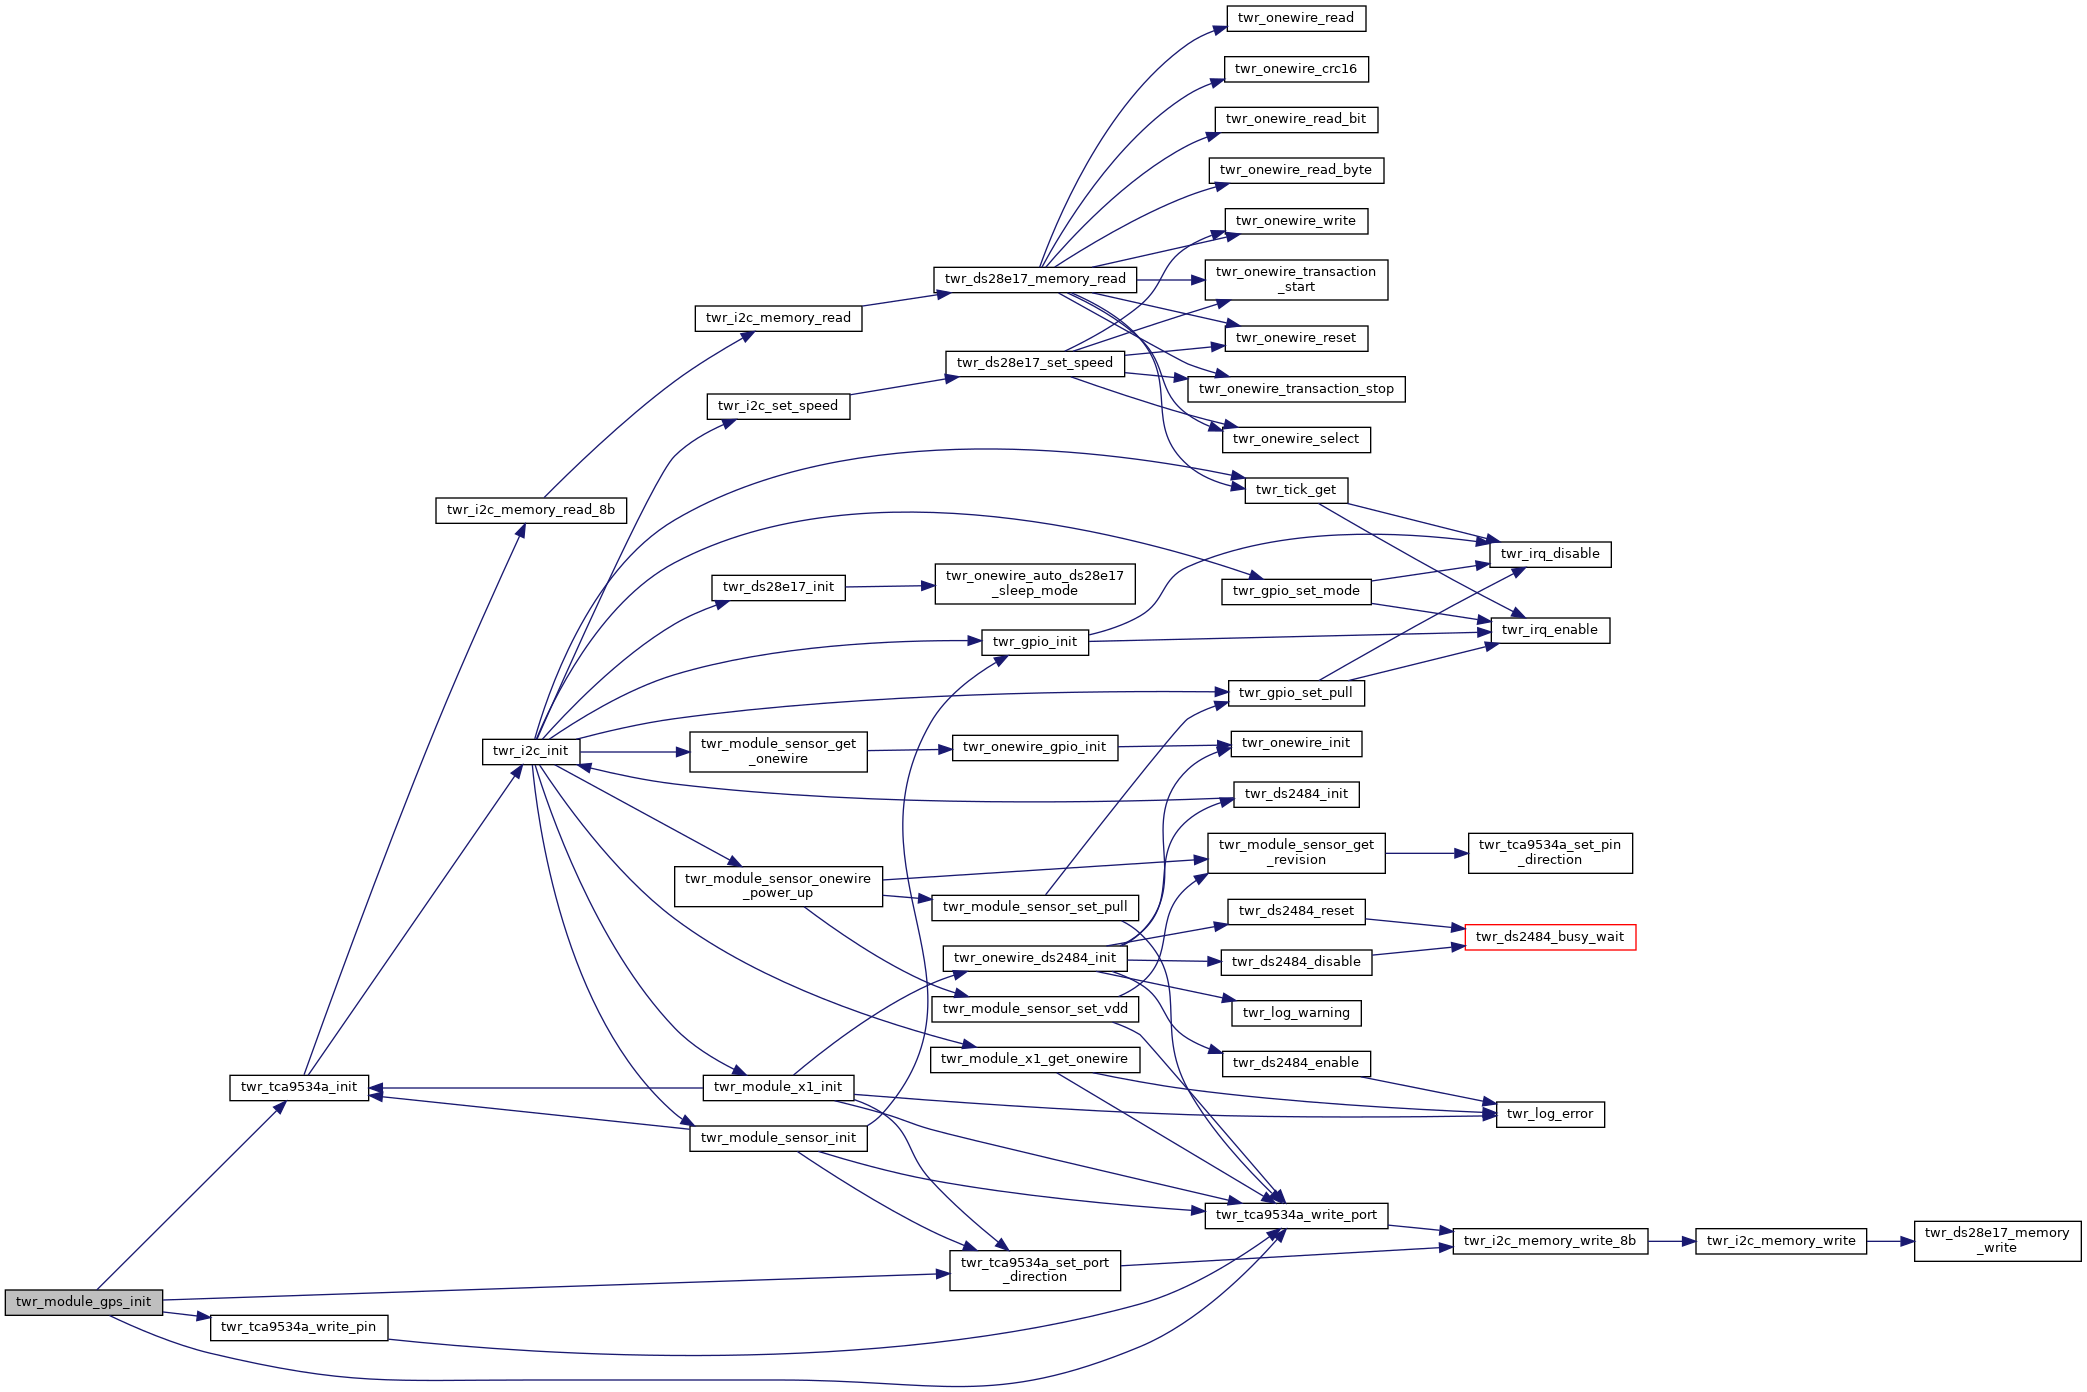 twr_onewire_read
twr_onewire_crc16
twr_onewire_read_bit
twr_onewire_read_byte
twr_onewire_write
twr_onewire_transaction
_start
twr_ds28e17_memory_read
twr_i2c_memory_read
twr_onewire_reset
twr_ds28e17_set_speed
twr_onewire_transaction_stop
twr_i2c_set_speed
twr_onewire_select
twr_tick_get
twr_i2c_memory_read_8b
twr_irq_disable
twr_onewire_auto_ds28e17
_sleep_mode
twr_ds28e17_init
twr_gpio_set_mode
twr_irq_enable
twr_gpio_init
twr_gpio_set_pull
twr_i2c_init
twr_module_sensor_get
_onewire
twr_onewire_gpio_init
twr_onewire_init
twr_ds2484_init
twr_module_sensor_get
_revision
twr_tca9534a_set_pin
_direction
twr_module_sensor_onewire
_power_up
twr_module_sensor_set_pull
twr_ds2484_reset
twr_ds2484_busy_wait
twr_onewire_ds2484_init
twr_ds2484_disable
twr_module_sensor_set_vdd
twr_log_warning
twr_module_x1_get_onewire
twr_ds2484_enable
twr_tca9534a_init
twr_module_x1_init
twr_log_error
twr_module_sensor_init
twr_tca9534a_write_port
twr_i2c_memory_write_8b
twr_i2c_memory_write
twr_ds28e17_memory
_write
twr_tca9534a_set_port
_direction
twr_module_gps_init
twr_tca9534a_write_pin